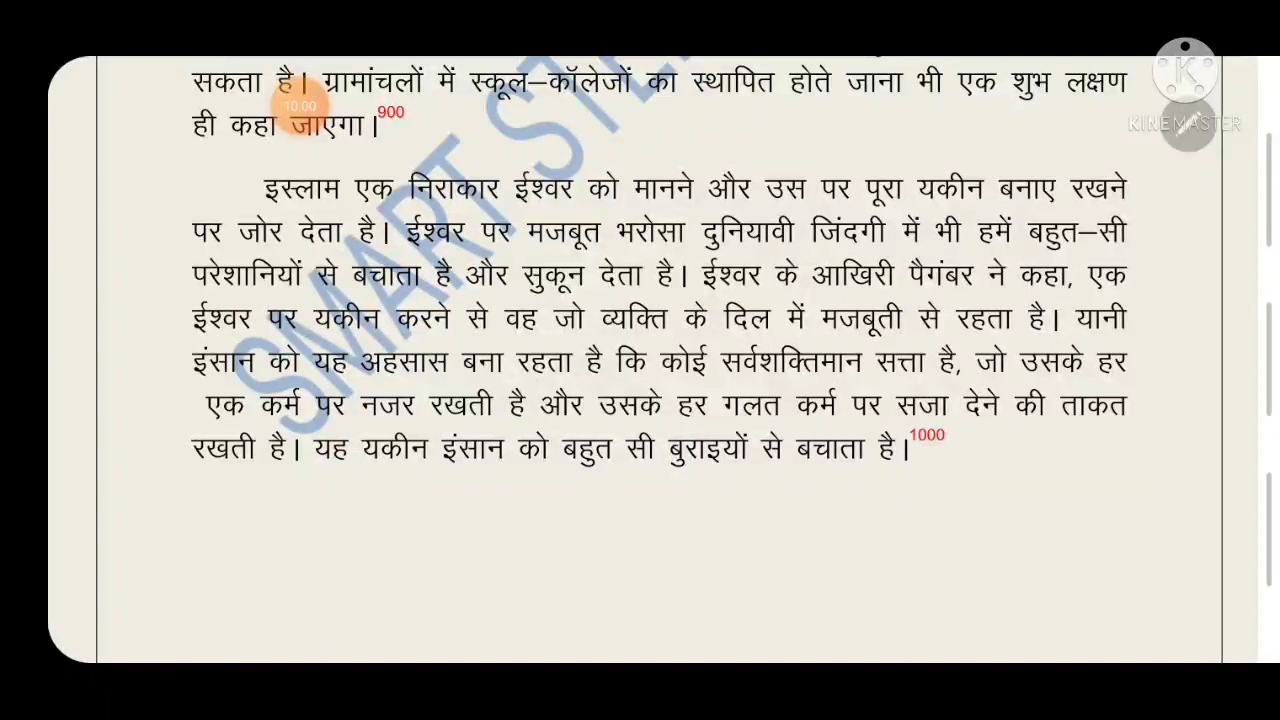 सकता है। ग्रामांचलों में स्कूल–कॉलेजों का स्थापित होते जाना भी एक शुभ लक्षण
10.00
KINEMASTER
ही कहा जाएगा।900
इस्लाम एक निराकार ईश्वर को मानने और उस पर पूरा यकीन बनाए रखने
पर जोर देता है। ईश्वर पर मजबूत भरोसा दुनियावी जिंदगी में भी हमें बहुत–सी
परेशानियों से बचाता है और सुकून देता है। ईश्वर के आखिरी पैगंबर ने कहा, एक
ईश्वर पर यकीन करने से वह जो व्यक्ति के दिल में मजबूती से रहता है। यानी
इंसान को यह अहसास बना रहता है कि कोई सर्वशक्तिमान सत्ता है, जो उसके हर
एक कर्म पर नजर रखती है और उसके हर गलत कर्म पर सजा देने की ताकत
रखती है। यह यकीन इंसान को बहुत सी बुराइयों से बचाता है।1000
SMART STE